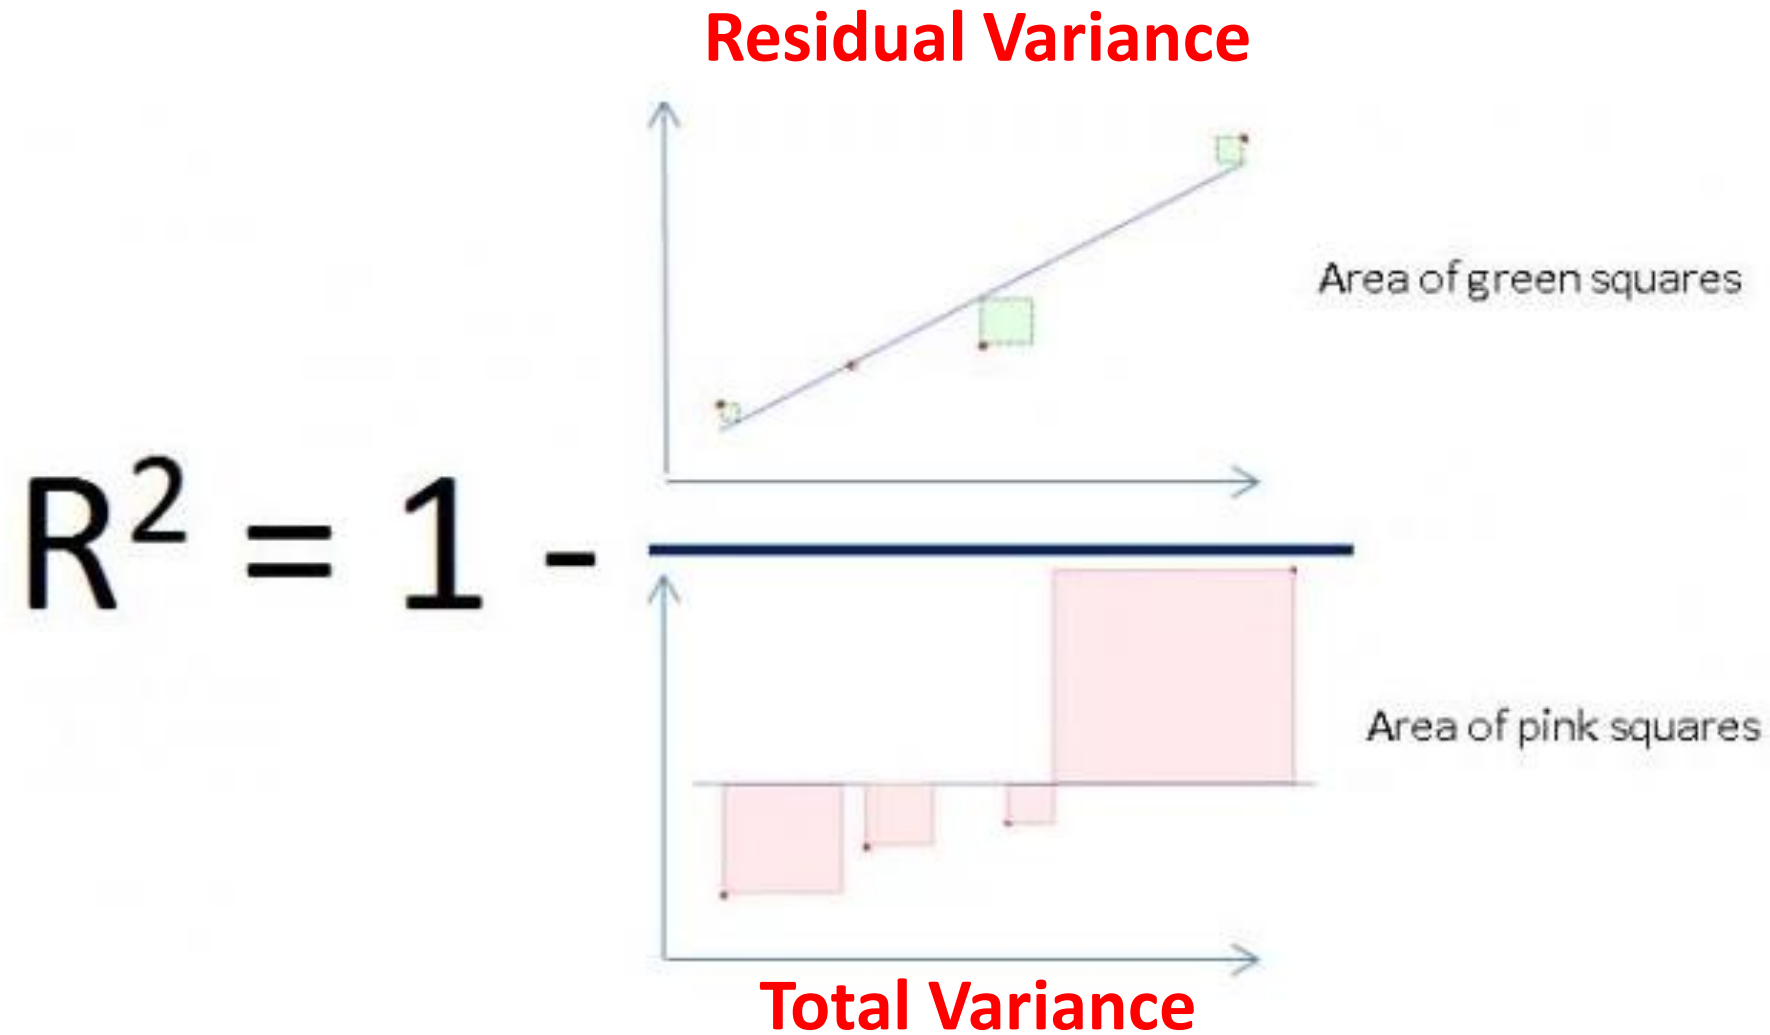 Residual Variance
Area of green squares
R² = 1 -
Area of pink squares
Total Variance